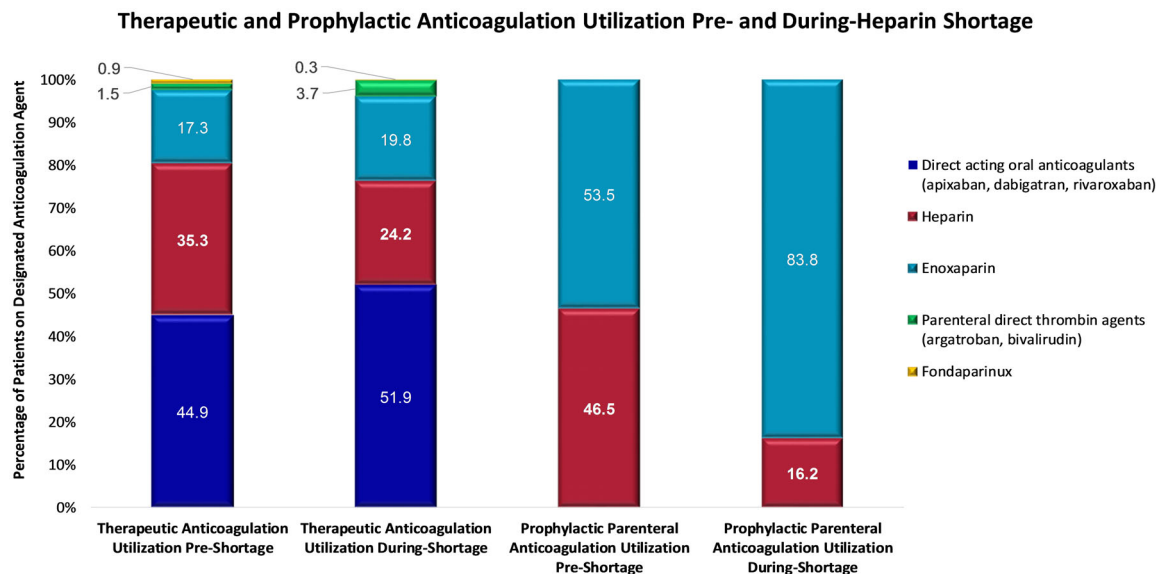 Therapeutic and Prophylactic Anticoagulation Utilization Pre- and During-Heparin Shortage
Percentage of Patients on Designated Anticoagulation Agent
100%
90%
80%
70%
60%
50%
40%
30%
20%
10%
0%
0.9
1.5
17.3
35.3
44.9
0.3
3.7
19.8
24.2
51.9
53.5
46.5
83.8
16.2
Therapeutic Anticoagulation
Utilization Pre-Shortage
Therapeutic Anticoagulation
Utilization During-Shortage
Prophylactic Parenteral
Anticoagulation Utilization
Pre-Shortage
Prophylactic Parenteral
Anticoagulation Utilization
During-Shortage
Direct acting oral anticoagulants
(apixaban, dabigatran, rivaroxaban)
Heparin
Enoxaparin
Parenteral direct thrombin agents
(argatroban, bivalirudin)
Fondaparinux